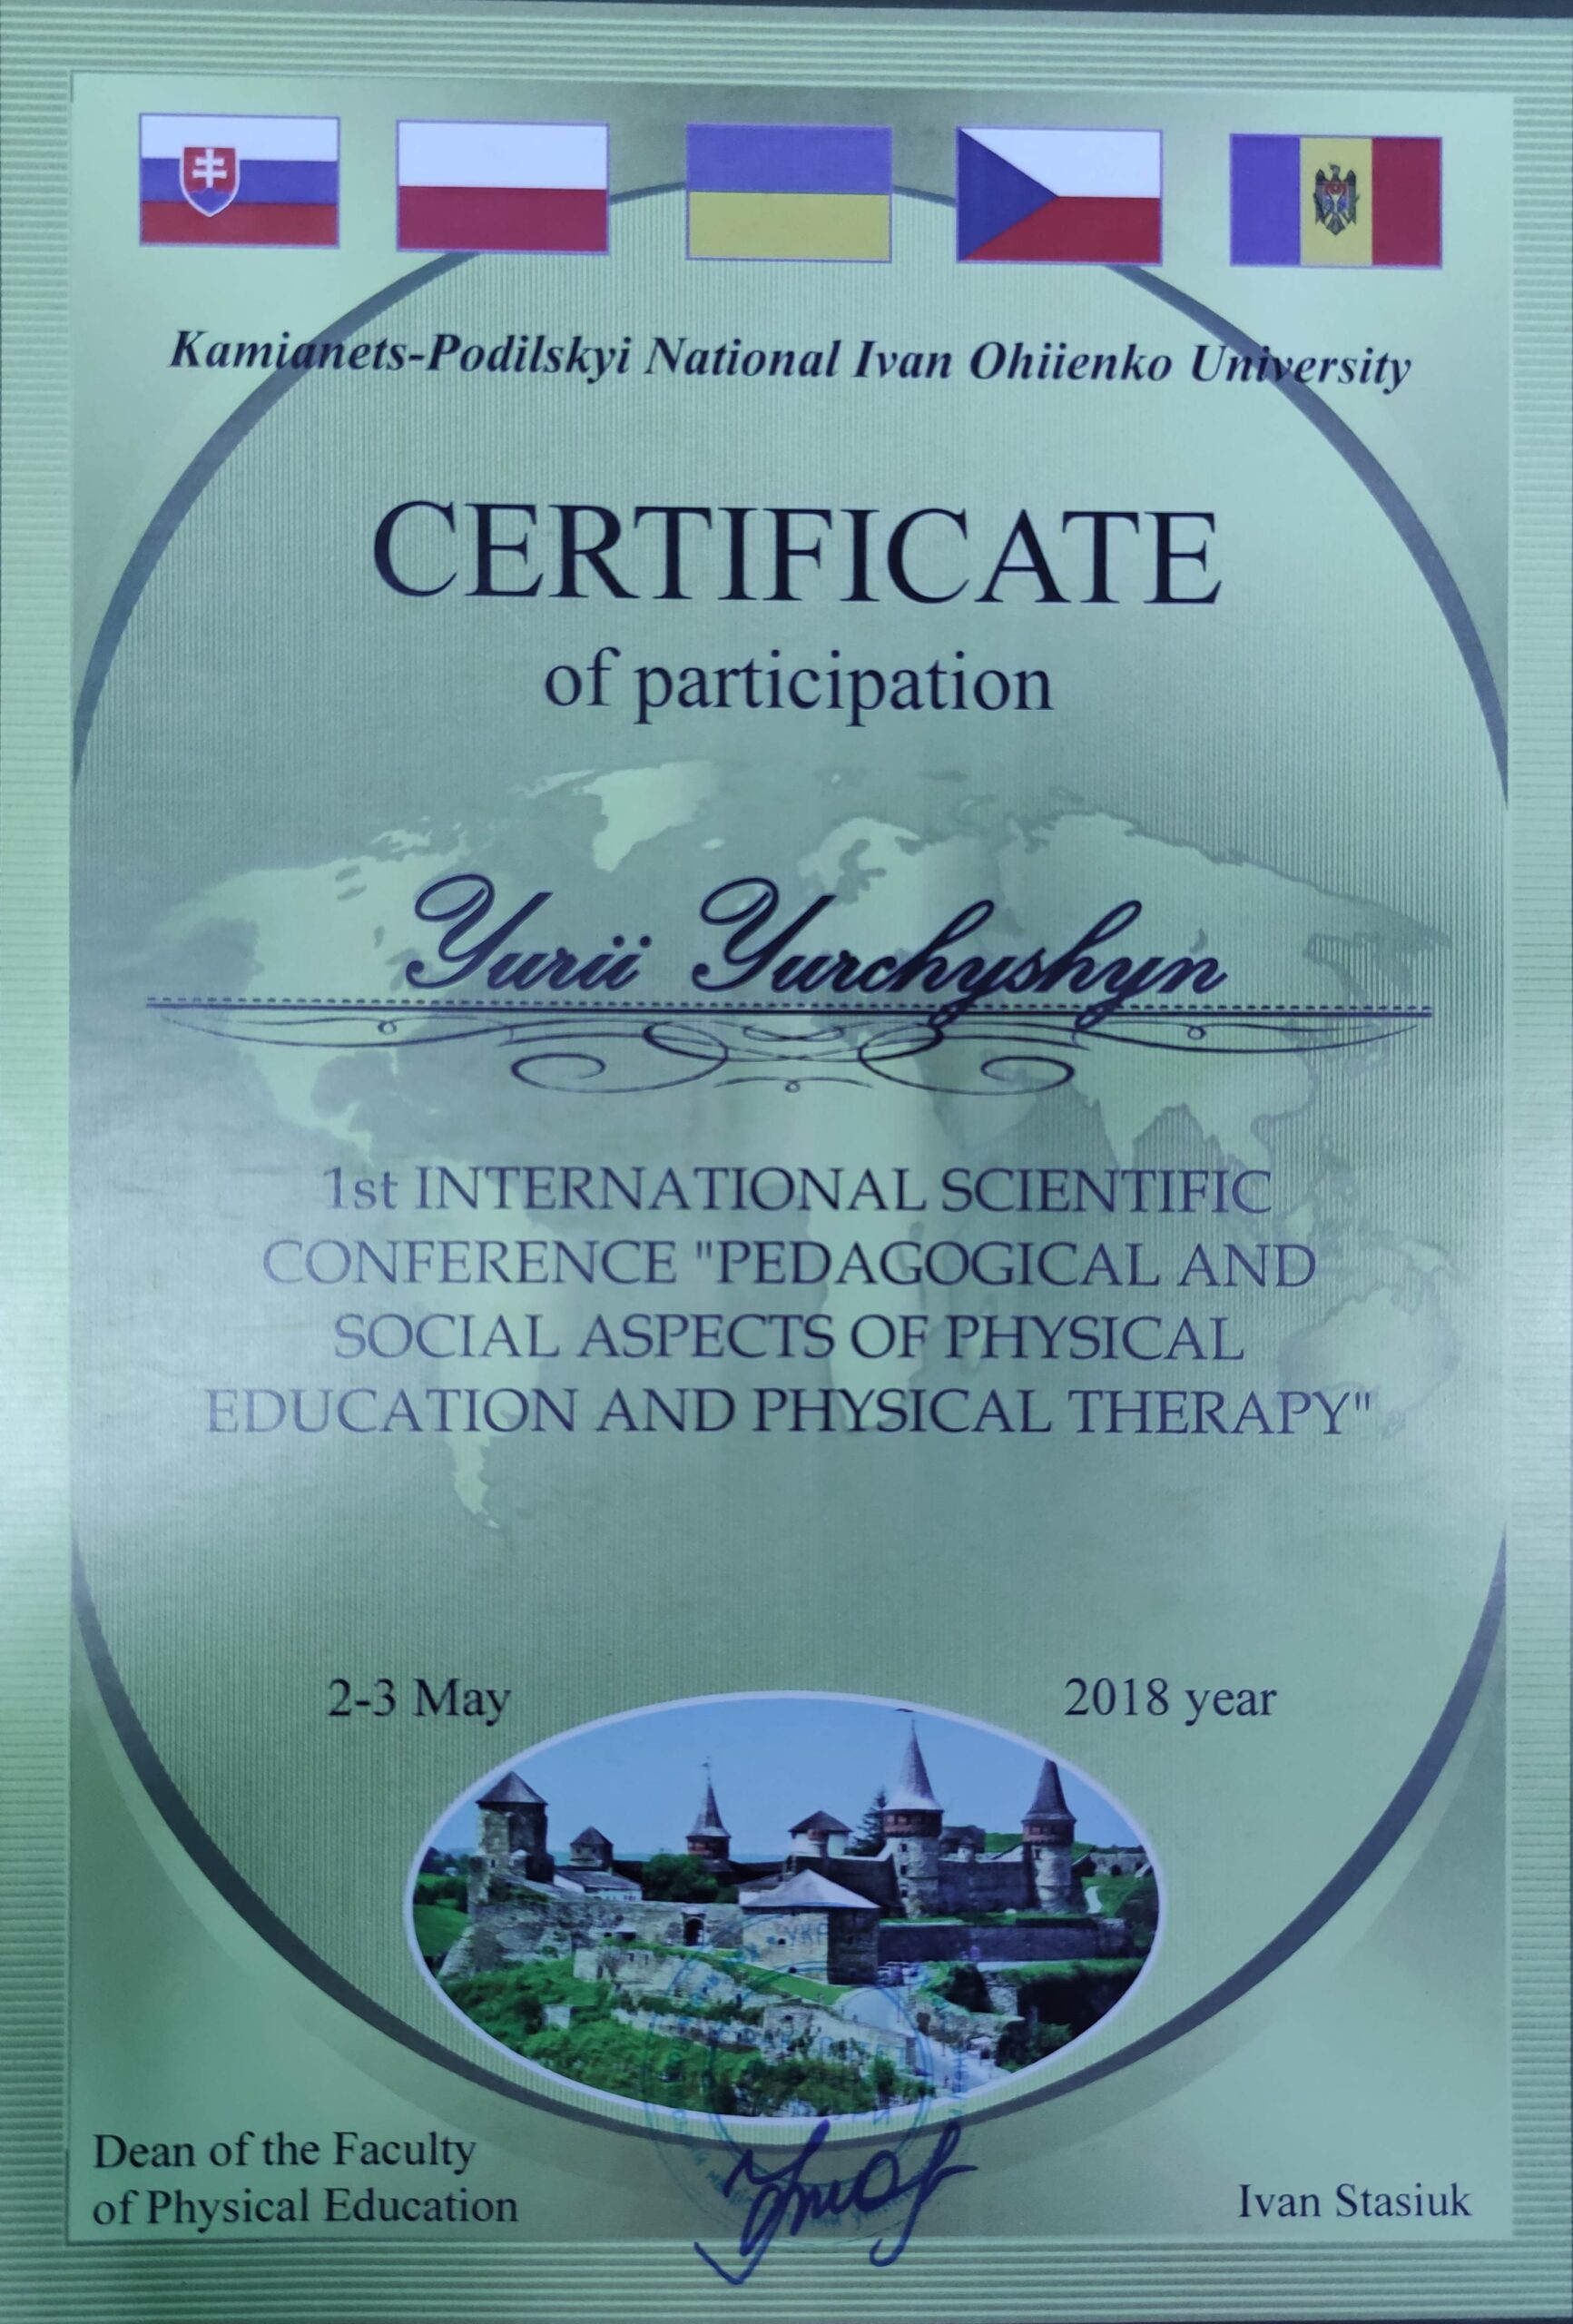 Kamianets-Podilskyi National Ivan Ohiienko University
CERTIFICATE
of participation
Yurii Yurchyshyn
1st INTERNATIONAL SCIENTIFIC
CONFERENCE "PEDAGOGICAL AND
SOCIAL ASPECTS OF PHYSICAL
EDUCATION AND PHYSICAL THERAPY"
2-3 May 2018 year
Dean of the Faculty
of Physical Education
Ivan Stasiuk